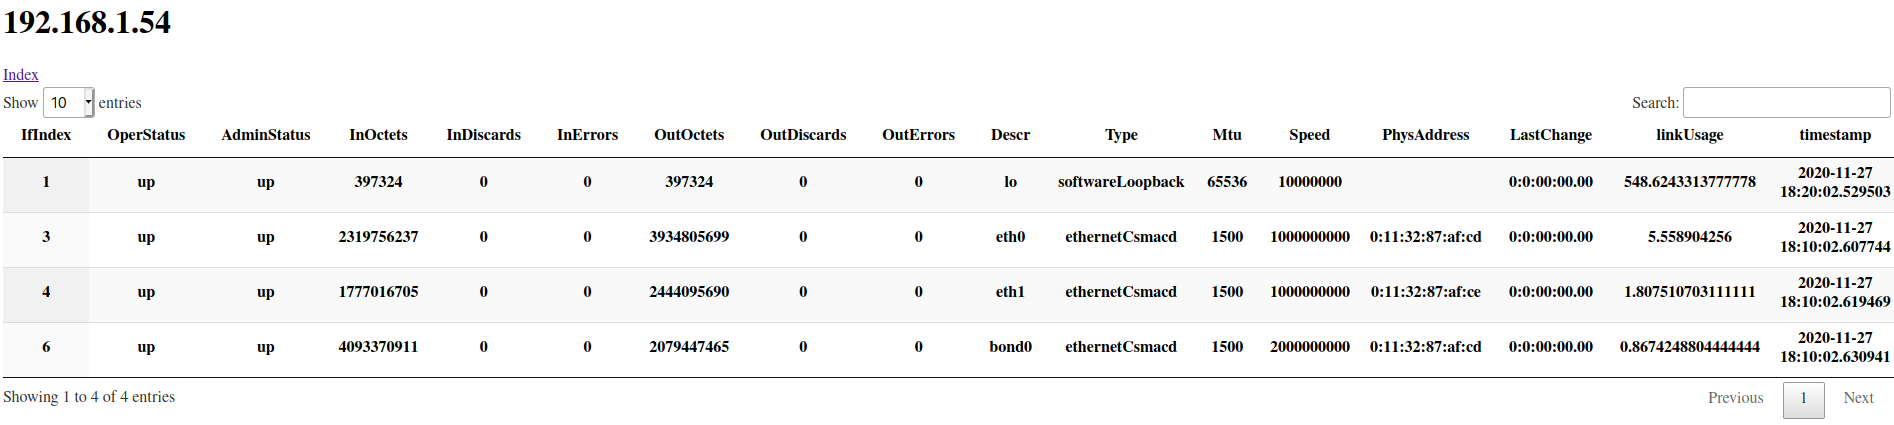 192.168.1.54
Index
Show 10 entries Search:
IfIndex OperStatus AdminStatus InOctets InDiscards InErrors OutOctets OutDiscards OutErrors Descr Type Mtu Speed PhysAddress LastChange linkUsage timestamp
1 up up 397324 0 0 397324 0 0 lo softwareLoopback 65536 10000000 0:0:00:00.00 548.6243313777778 2020-11-27
18:20:02.529503
3 up up 2319756237 0 0 3934805699 0 0 eth0 ethernetCsmacd 1500 1000000000 0:11:32:87:af:cd 0:0:00:00.00 5.558904256 2020-11-27
18:10:02.607744
4 up up 1777016705 0 0 2444095690 0 0 eth1 ethernetCsmacd 1500 1000000000 0:11:32:87:af:ce 0:0:00:00.00 1.807510703111111 2020-11-27
18:10:02.619469
6 up up 4093370911 0 0 2079447465 0 0 bond0 ethernetCsmacd 1500 2000000000 0:11:32:87:af:cd 0:0:00:00.00 0.8674248804444444 2020-11-27
18:10:02.630941
Showing 1 to 4 of 4 entries Previous 1 Next